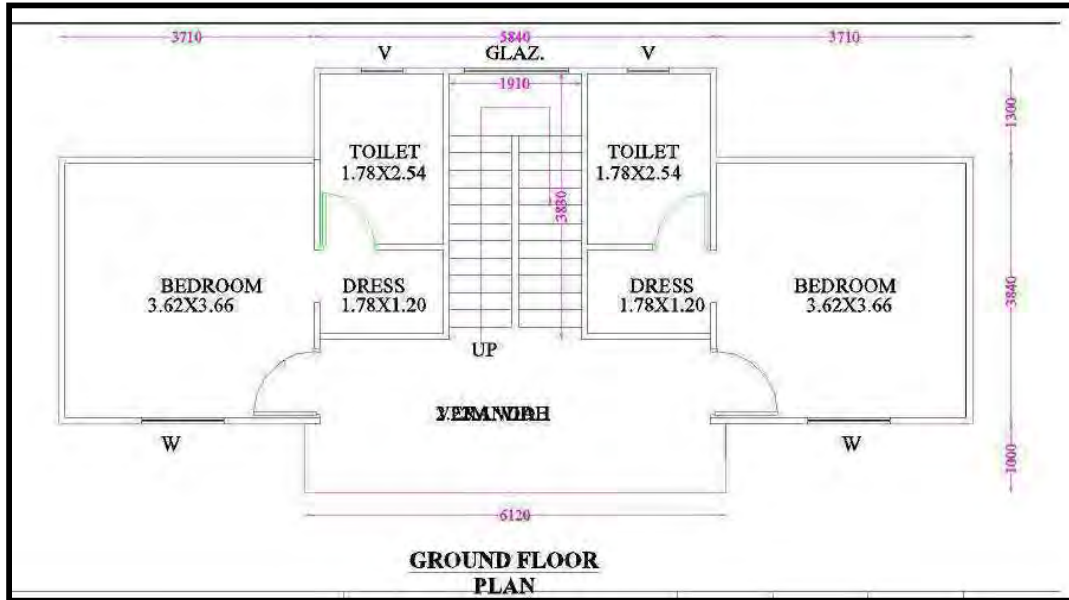 3710 5840 3710
V GLAZ. V
1910
1300
TOILET TOILET
1.78X2.54 1.78X2.54
3830
BEDROOM DRESS DRESS BEDROOM
3.62X3.66 1.78X1.20 1.78X1.20 3.62X3.66
3840
UP
W W
1000
6120
GROUND FLOOR
PLAN